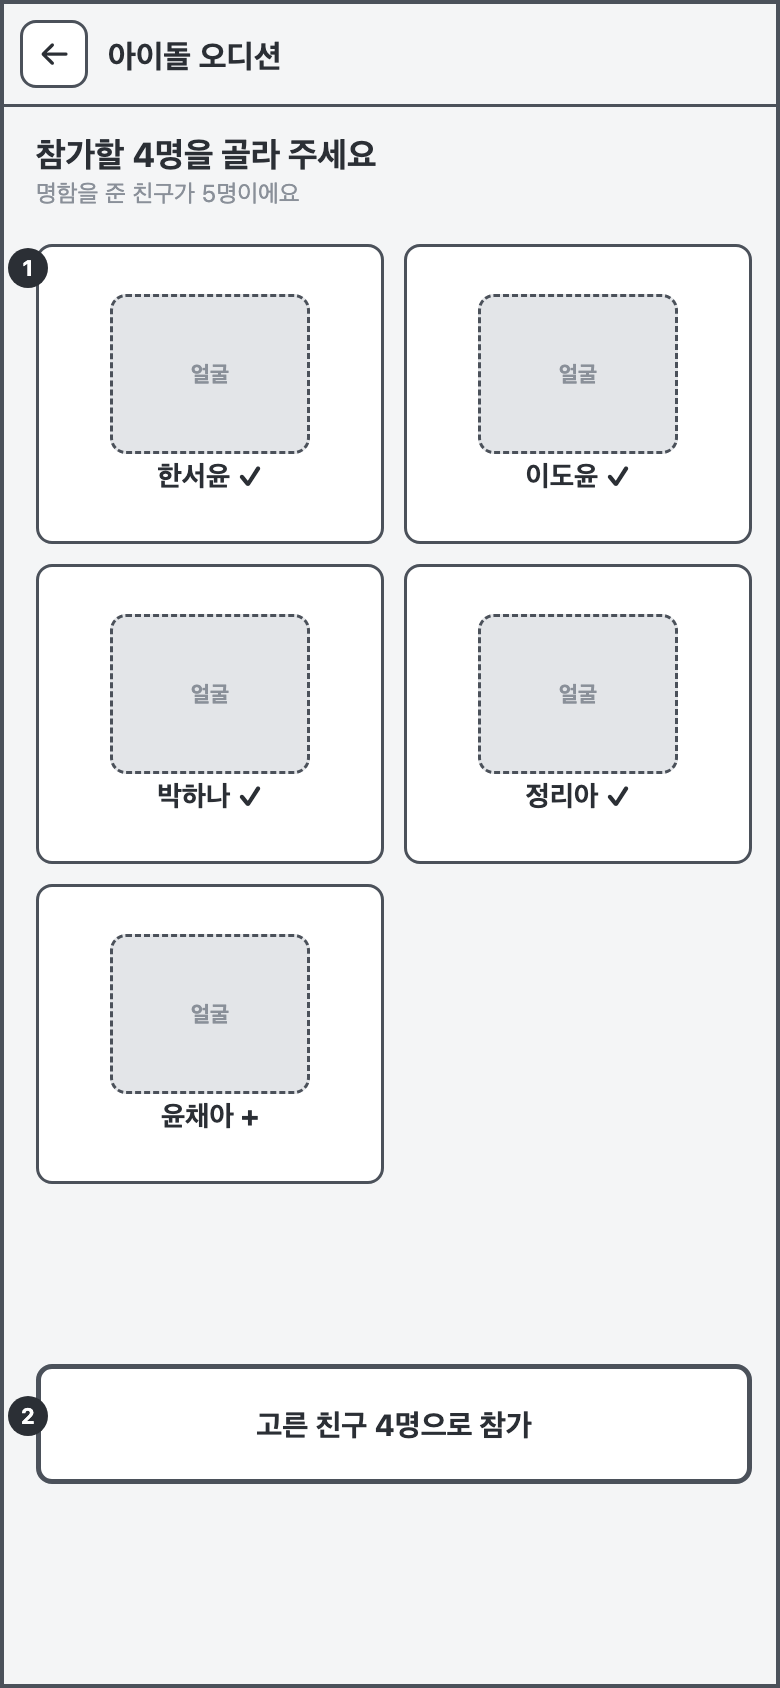 아이돌 오디션
참가할 4명을 골라 주세요
명함을 준 친구가 5명이에요
1
얼굴
한서윤 ✓
얼굴
이도윤 ✓
얼굴
박하나 ✓
얼굴
정리아 ✓
얼굴
윤채아 +
2
고른 친구 4명으로 참가